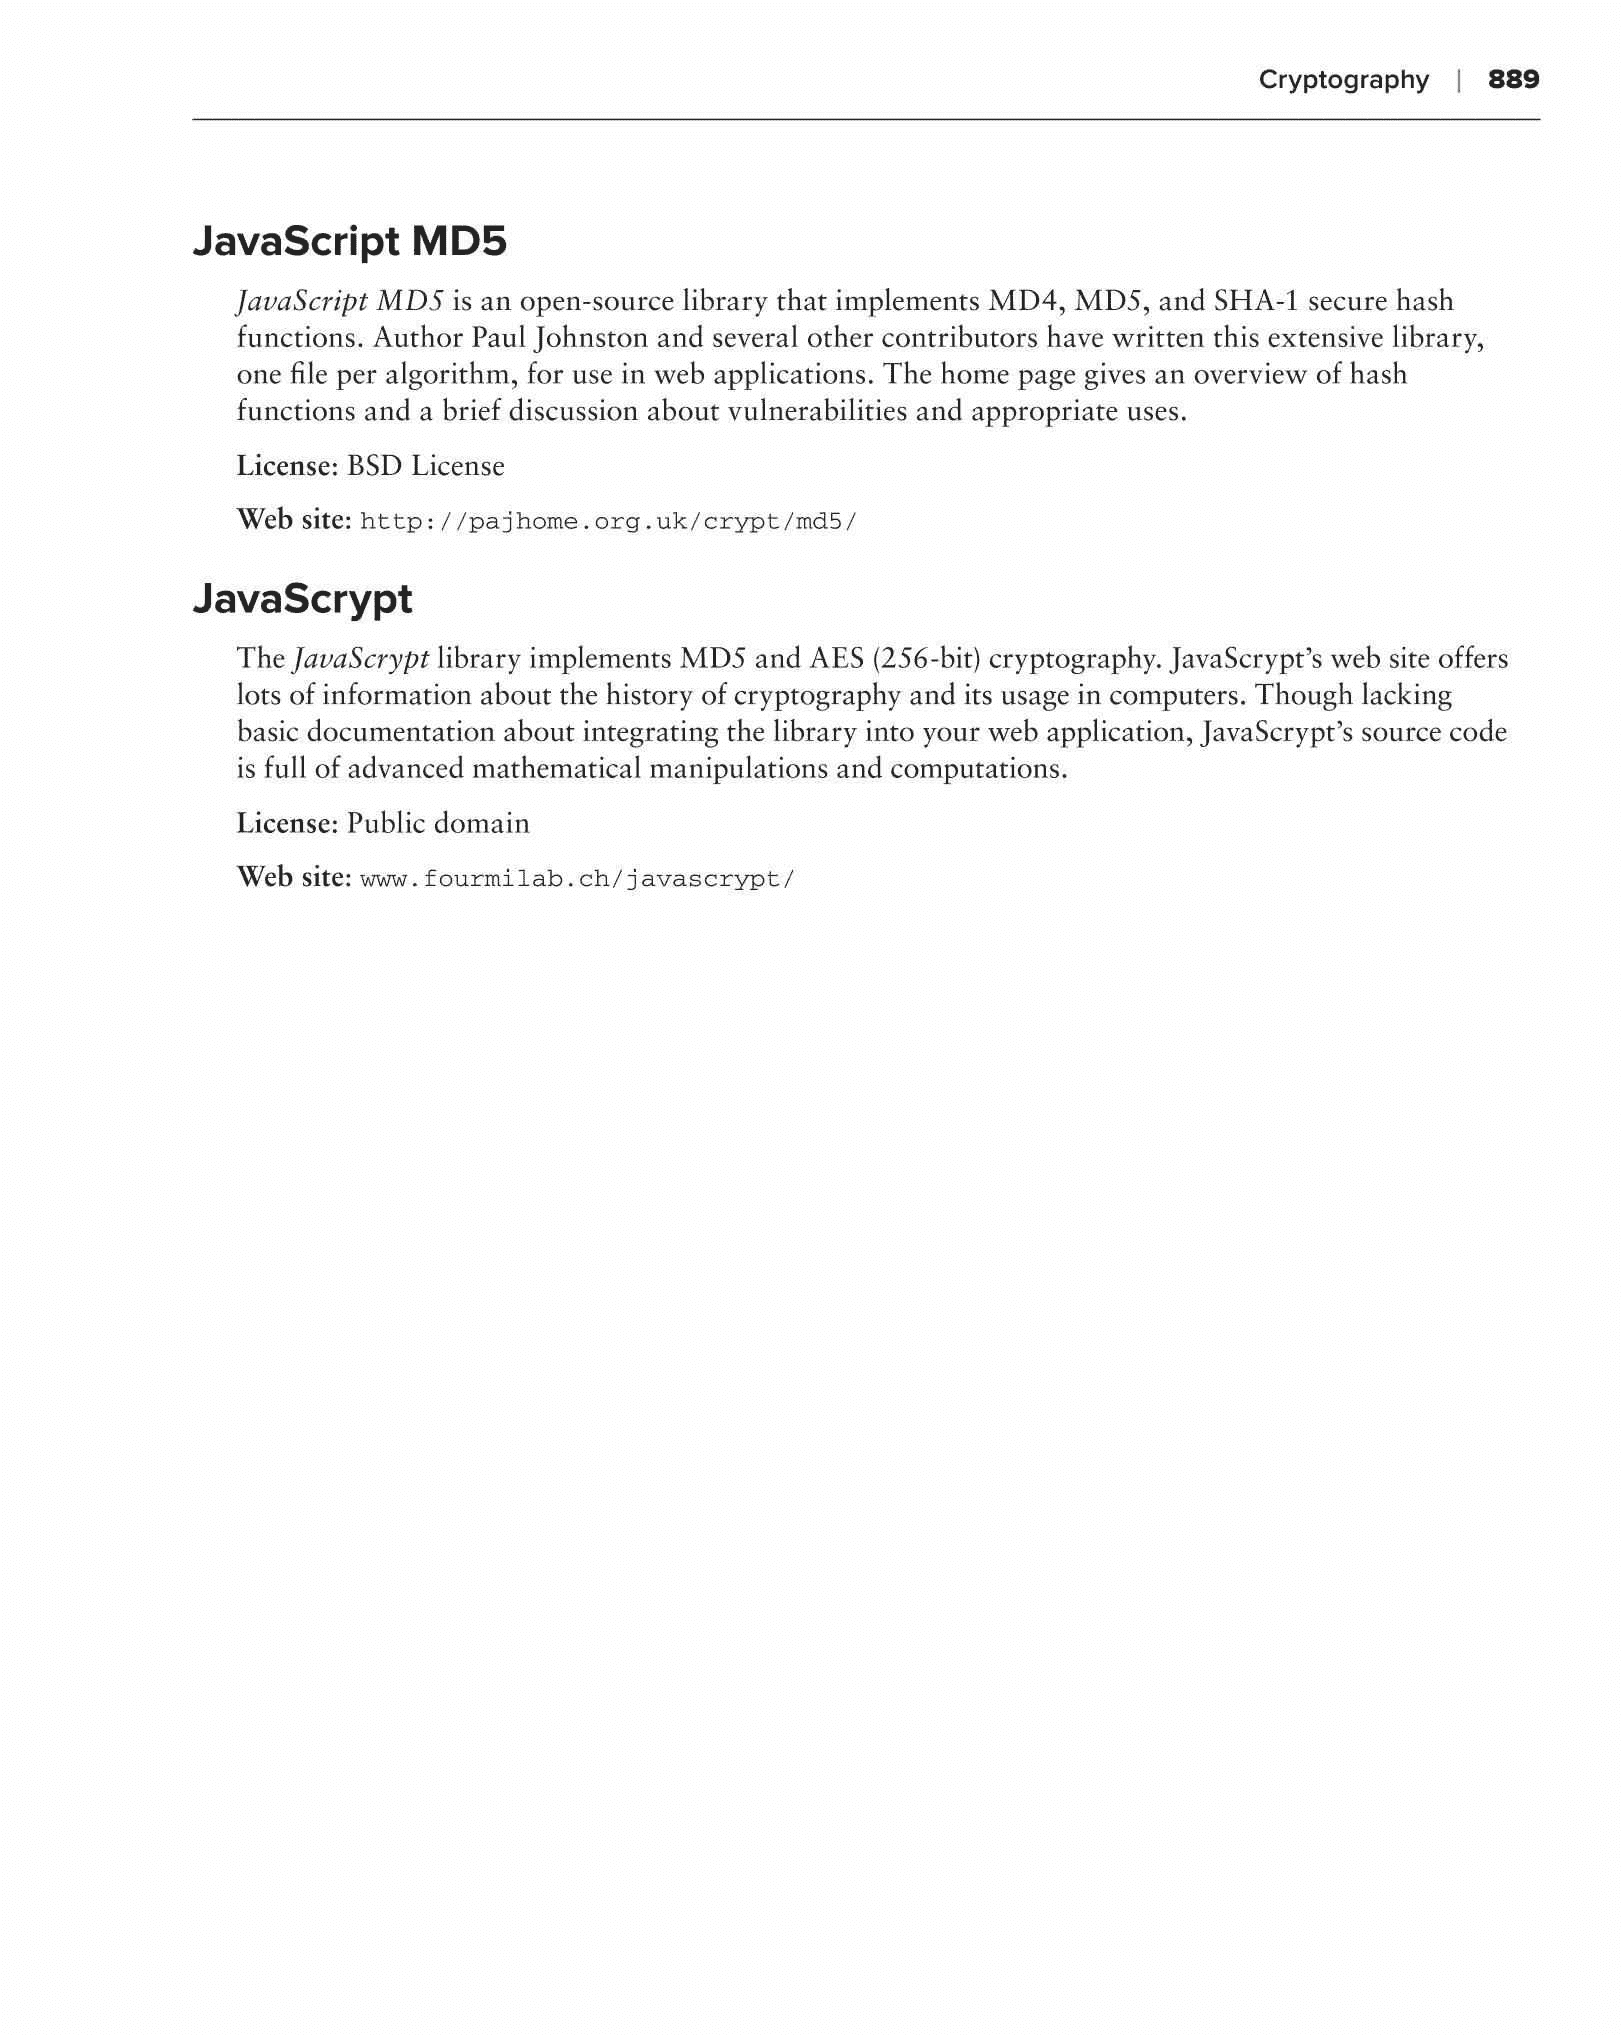 Cryptography | 889
JavaScript MD5
JavaScript MD5 is an open-source library that implements MD4, MD5, and SHA-1 secure hash
functions. Author Paul Johnston and several other contributors have written this extensive library,
one file per algorithm, for use in web applications. The home page gives an overview of hash
functions and a brief discussion about vulnerabilities and appropriate uses.
License: BSD License
Web site: http://pajhome.org.uk/crypt/md5/
JavaScrypt
The JavaScrypt library implements MD5 and AES (256-bit) cryptography. JavaScrypt’s web site offers
lots of information about the history of cryptography and its usage in computers. Though lacking
basic documentation about integrating the library into your web application, JavaScrypt’s source code
is full of advanced mathematical manipulations and computations.
License: Public domain
Web site: www.fourmilab.ch/javascrypt/